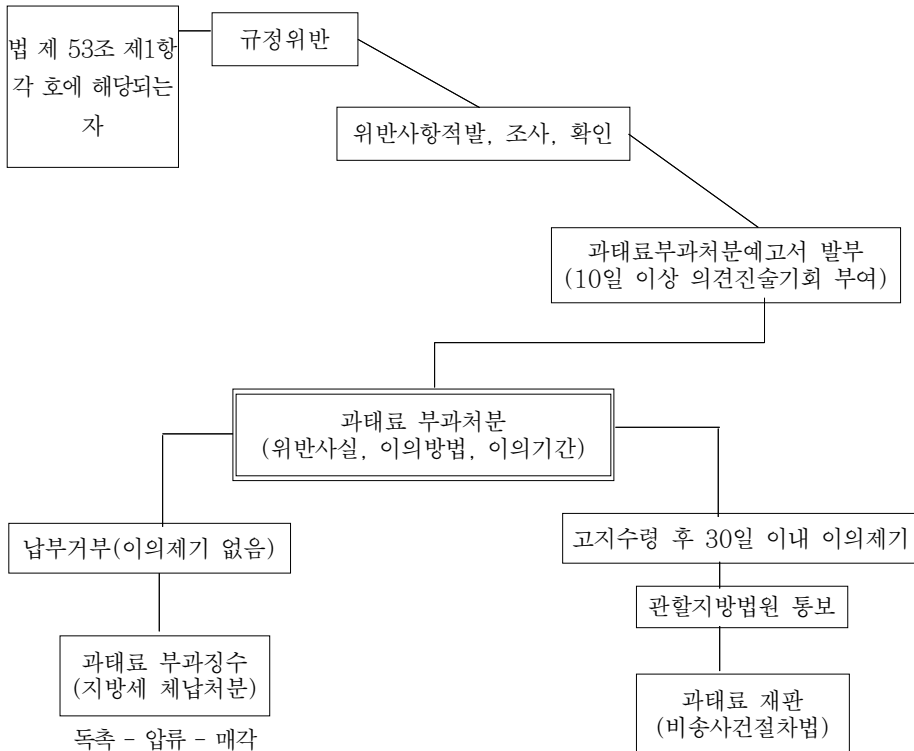 법 제 53조 제1항
각 호에 해당되는
자
규정위반
위반사항적발, 조사, 확인
과태료부과처분예고서 발부
(10일 이상 의견진술기회 부여)
과태료 부과처분
(위반사실, 이의방법, 이의기간)
납부거부(이의제기 없음)
고지수령 후 30일 이내 이의제기
관할지방법원 통보
과태료 부과징수
(지방세 체납처분)
독촉 - 압류 - 매각
과태료 재판
(비송사건절차법)